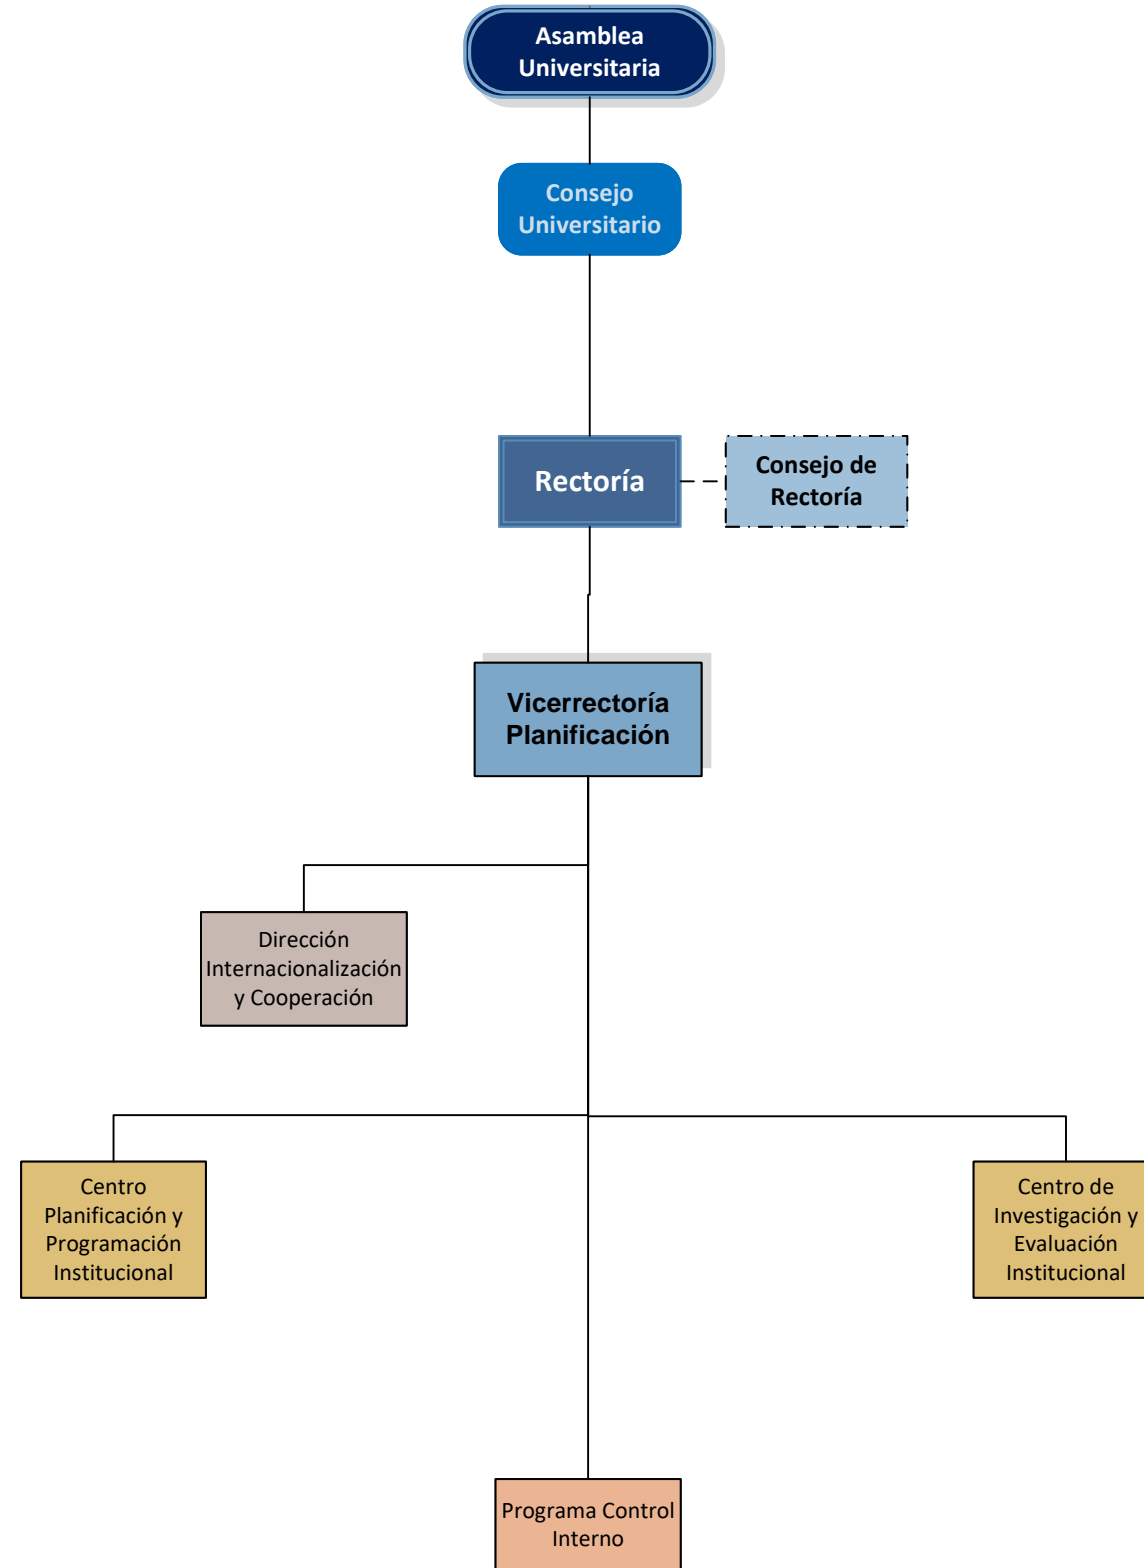 Asamblea
Universitaria
Consejo
Universitario
Rectoría
Consejo de
Rectoría
Vicerrectoría
Planificación
Dirección
Internacionalización
y Cooperación
Centro
Planificación y
Programación
Institucional
Centro de
Investigación y
Evaluación
Institucional
Programa Control
Interno